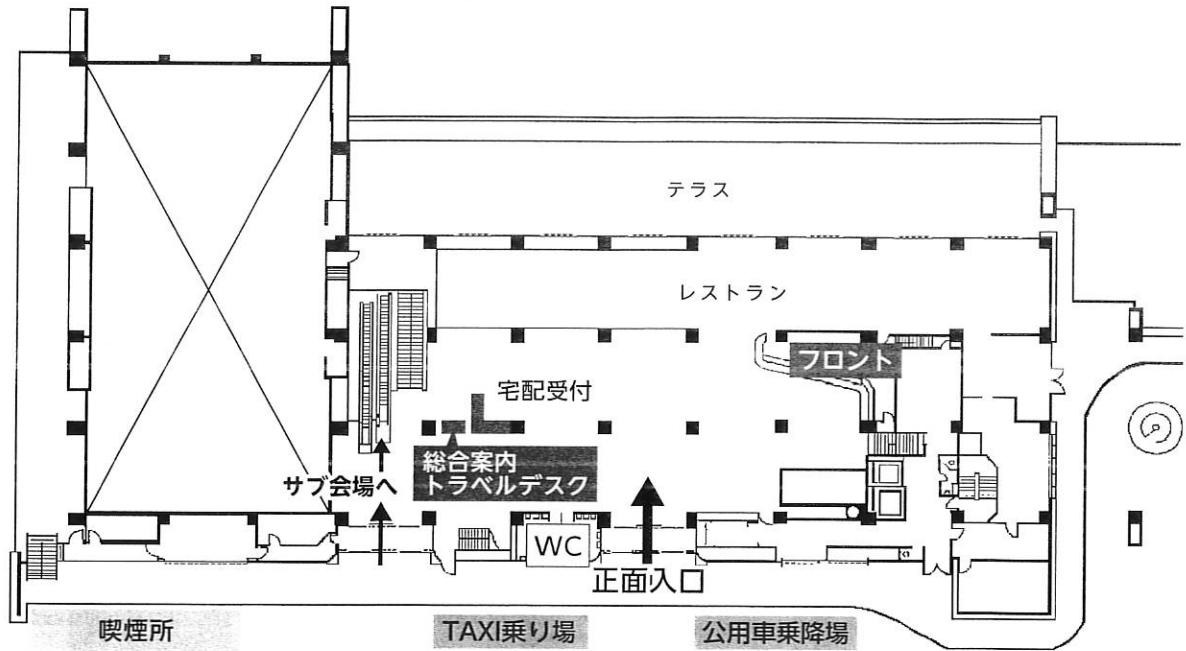 テラス
レストラン
フロント
宅配受付
総合案内
トラベルデスク
サブ会場へ
WC
正面入口
喫煙所
TAXI乗り場
公用車乗降場